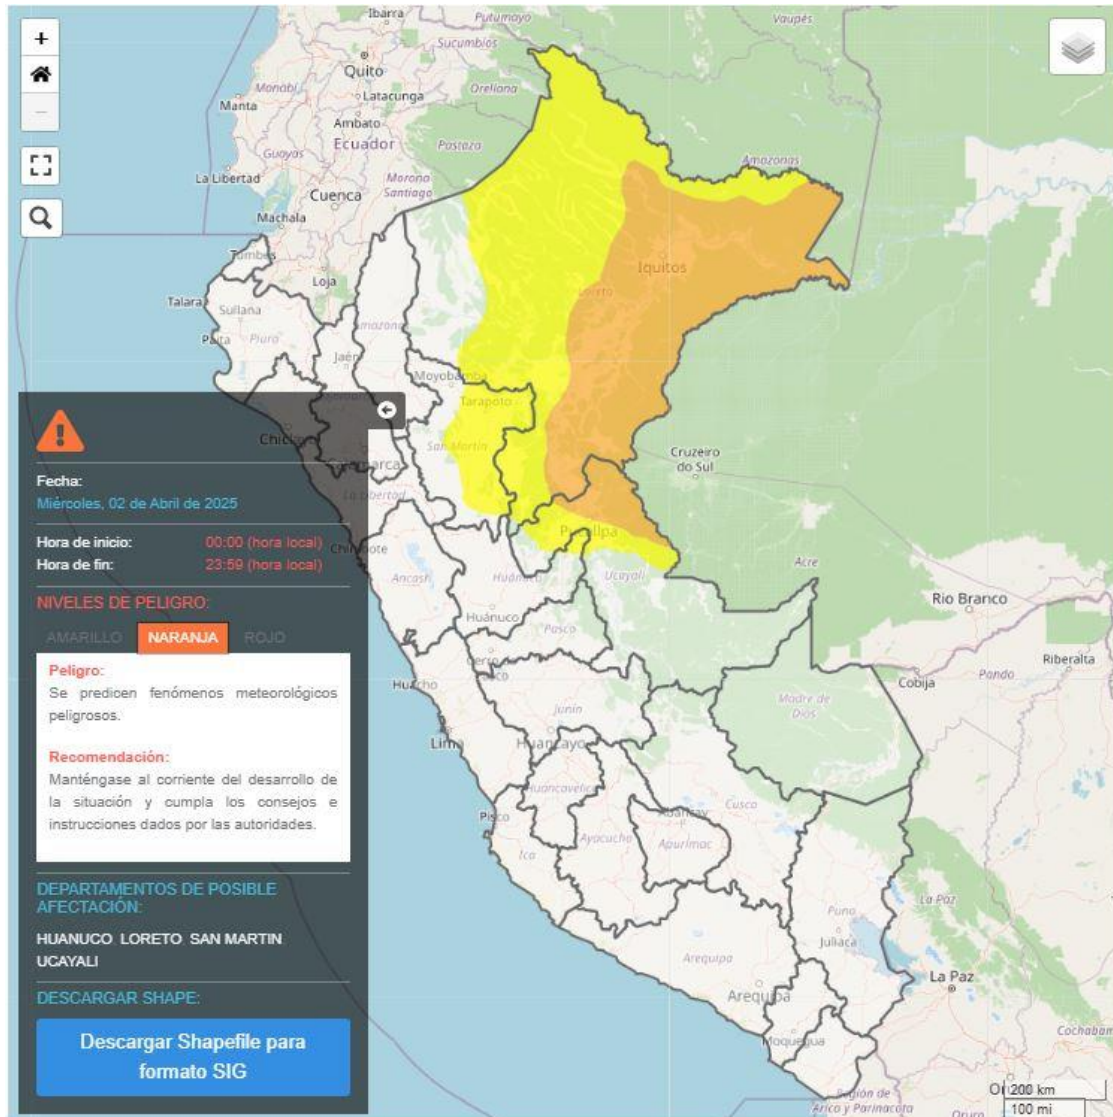 +
−
Ibarra
Putumayo
Vaupés
Sucumbíos
Quito
Orellana
Manabí
Latacunga
Manta
Ambato
Ecuador
Pastaza
Guayas
Amazonas
La Libertad
Morona
Santiago
Cuenca
Machala
Tumbes
Iquitos
Loja
Loreto
Talara
Sullana
Paita
Piura
Amazonas
Jaén
Moyobamba
Tarapoto
San Martín
Cruzeiro
do Sul
Cajamarca
La Libertad
Pucallpa
Chimbote
Áncash
Huánuco
Ucayali
Acre
Rio Branco
Huánuco
Pasco
Riberalta
Cerro de
Pasco
Cobija
Pando
Huacho
Junín
Madre de
Dios
Lima
Huancayo
Huancavelica
Cusco
Pisco
Abancay
Ayacucho
Apurímac
Ica
La Paz
Puno
Juliaca
Arequipa
La Paz
Arequipa
Cochabam
Moquegua
Región de
Arica y Parinacota
Oruro
200 km
100 mi
Fecha:
Miércoles, 02 de Abril de 2025
Hora de inicio: 00:00 (hora local)
Hora de fin: 23:59 (hora local)
NIVELES DE PELIGRO:
AMARILLO NARANJA ROJO
Peligro:
Se predicen fenómenos meteorológicos
peligrosos.
Recomendación:
Manténgase al corriente del desarrollo de
la situación y cumpla los consejos e
instrucciones dados por las autoridades.
DEPARTAMENTOS DE POSIBLE
AFECTACIÓN:
HUANUCO LORETO SAN MARTIN
UCAYALI
DESCARGAR SHAPE:
Descargar Shapefile para
formato SIG